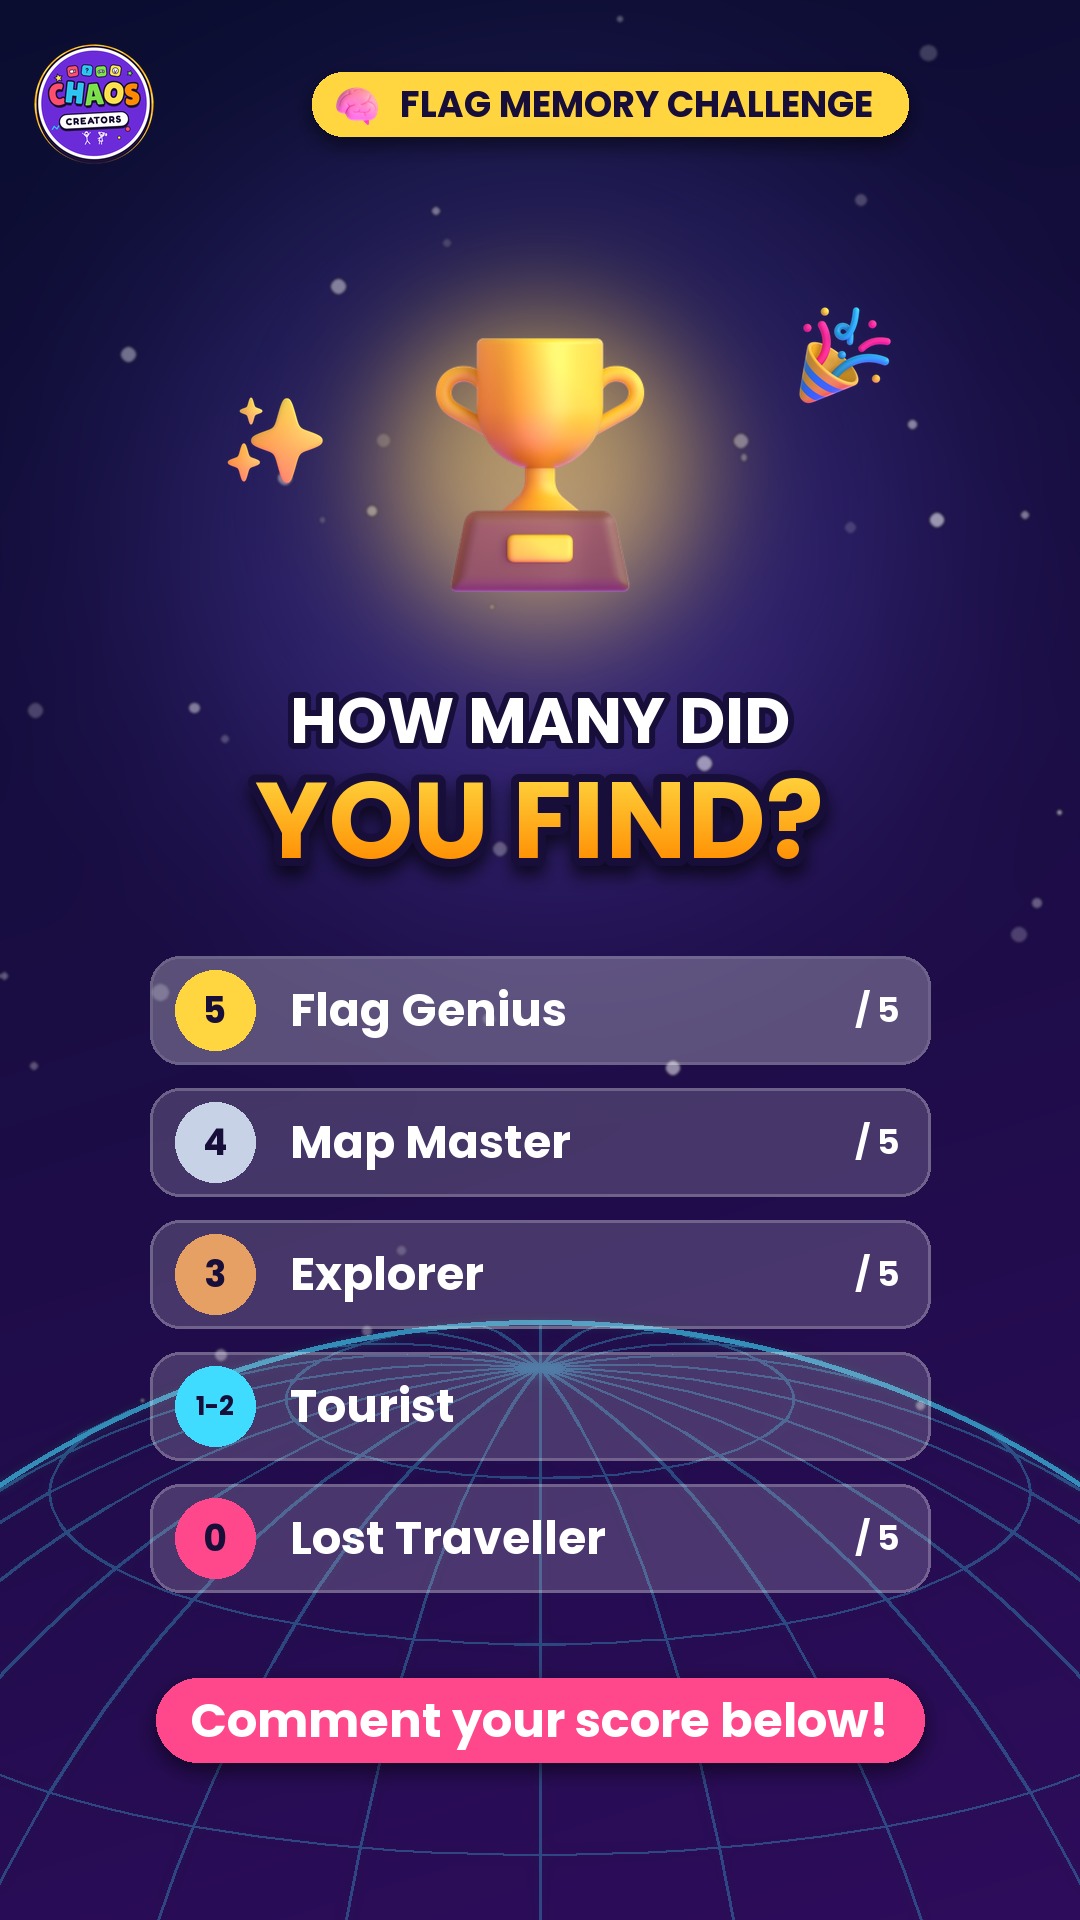 CHAOS
CREATORS
FLAG MEMORY CHALLENGE
HOW MANY DID
YOU FIND?
5 Flag Genius / 5
4 Map Master / 5
3 Explorer / 5
1-2 Tourist
0 Lost Traveller / 5
Comment your score below!